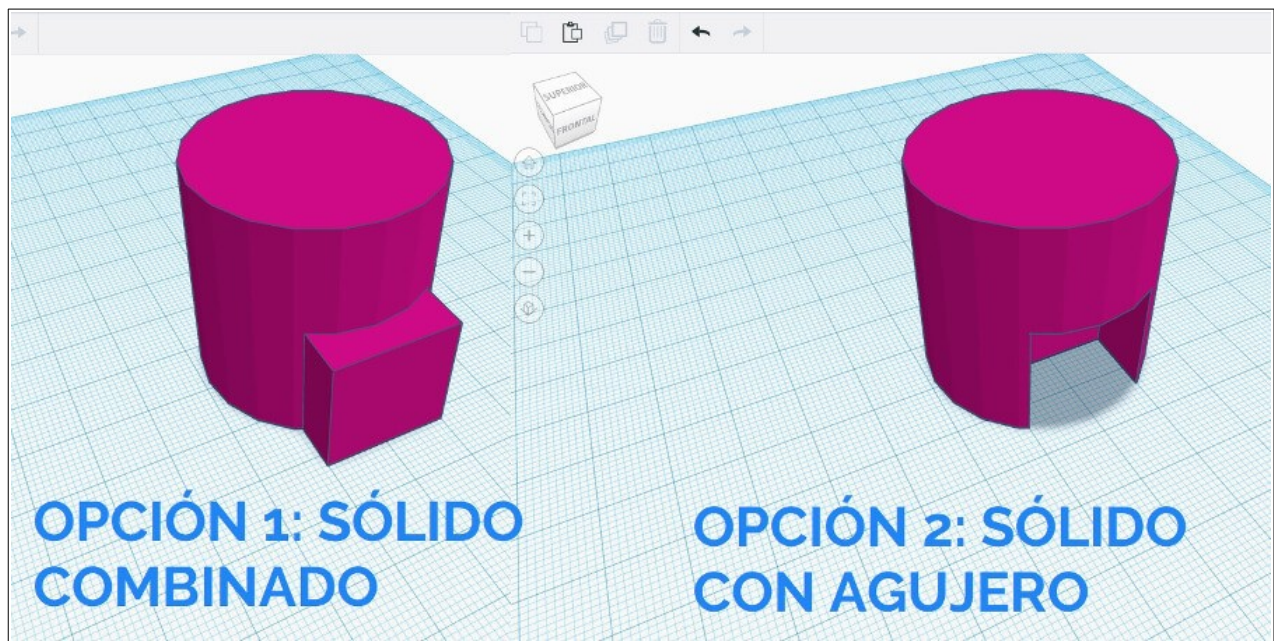 SUPERIOR
FRONTAL
OPCIÓN 1: SÓLIDO
COMBINADO
OPCIÓN 2: SÓLIDO
CON AGUJERO